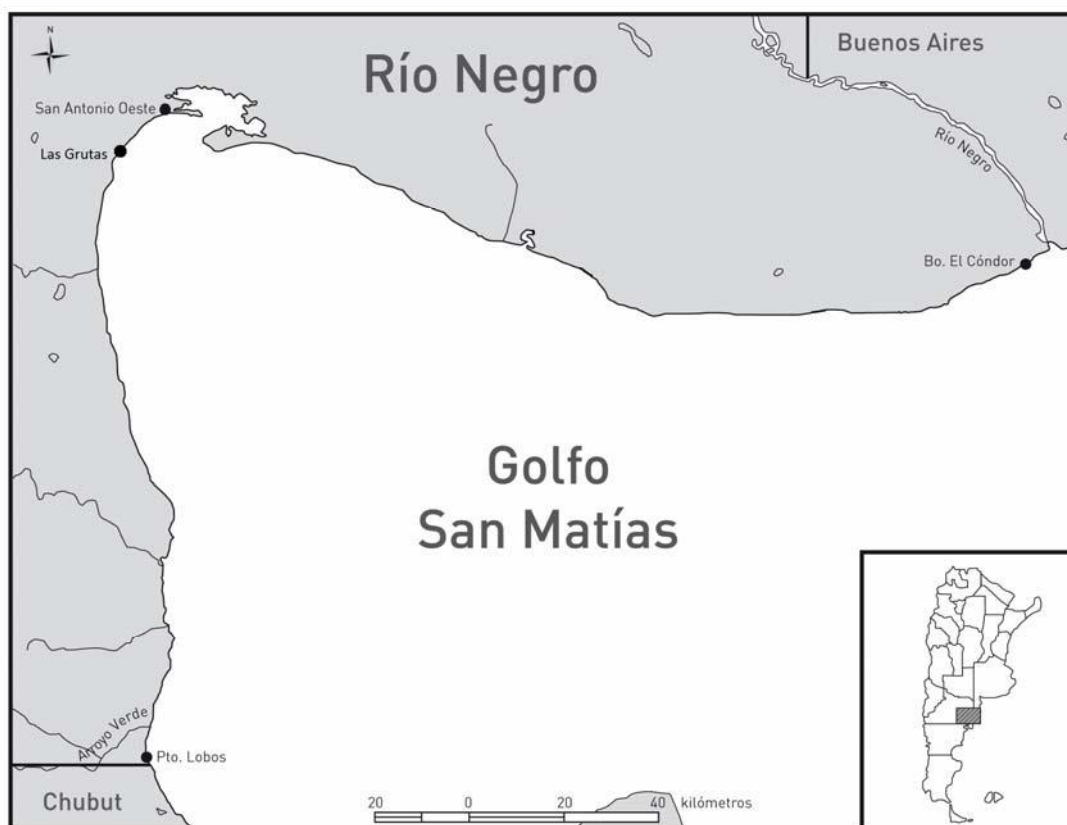 N
Río Negro
Buenos Aires
San Antonio Oeste
Las Grutas
Río Negro
Bo. El Cóndor
Golfo
San Matías
Arroyo Verde
Pto. Lobos
Chubut
20 0 20 40 kilómetros